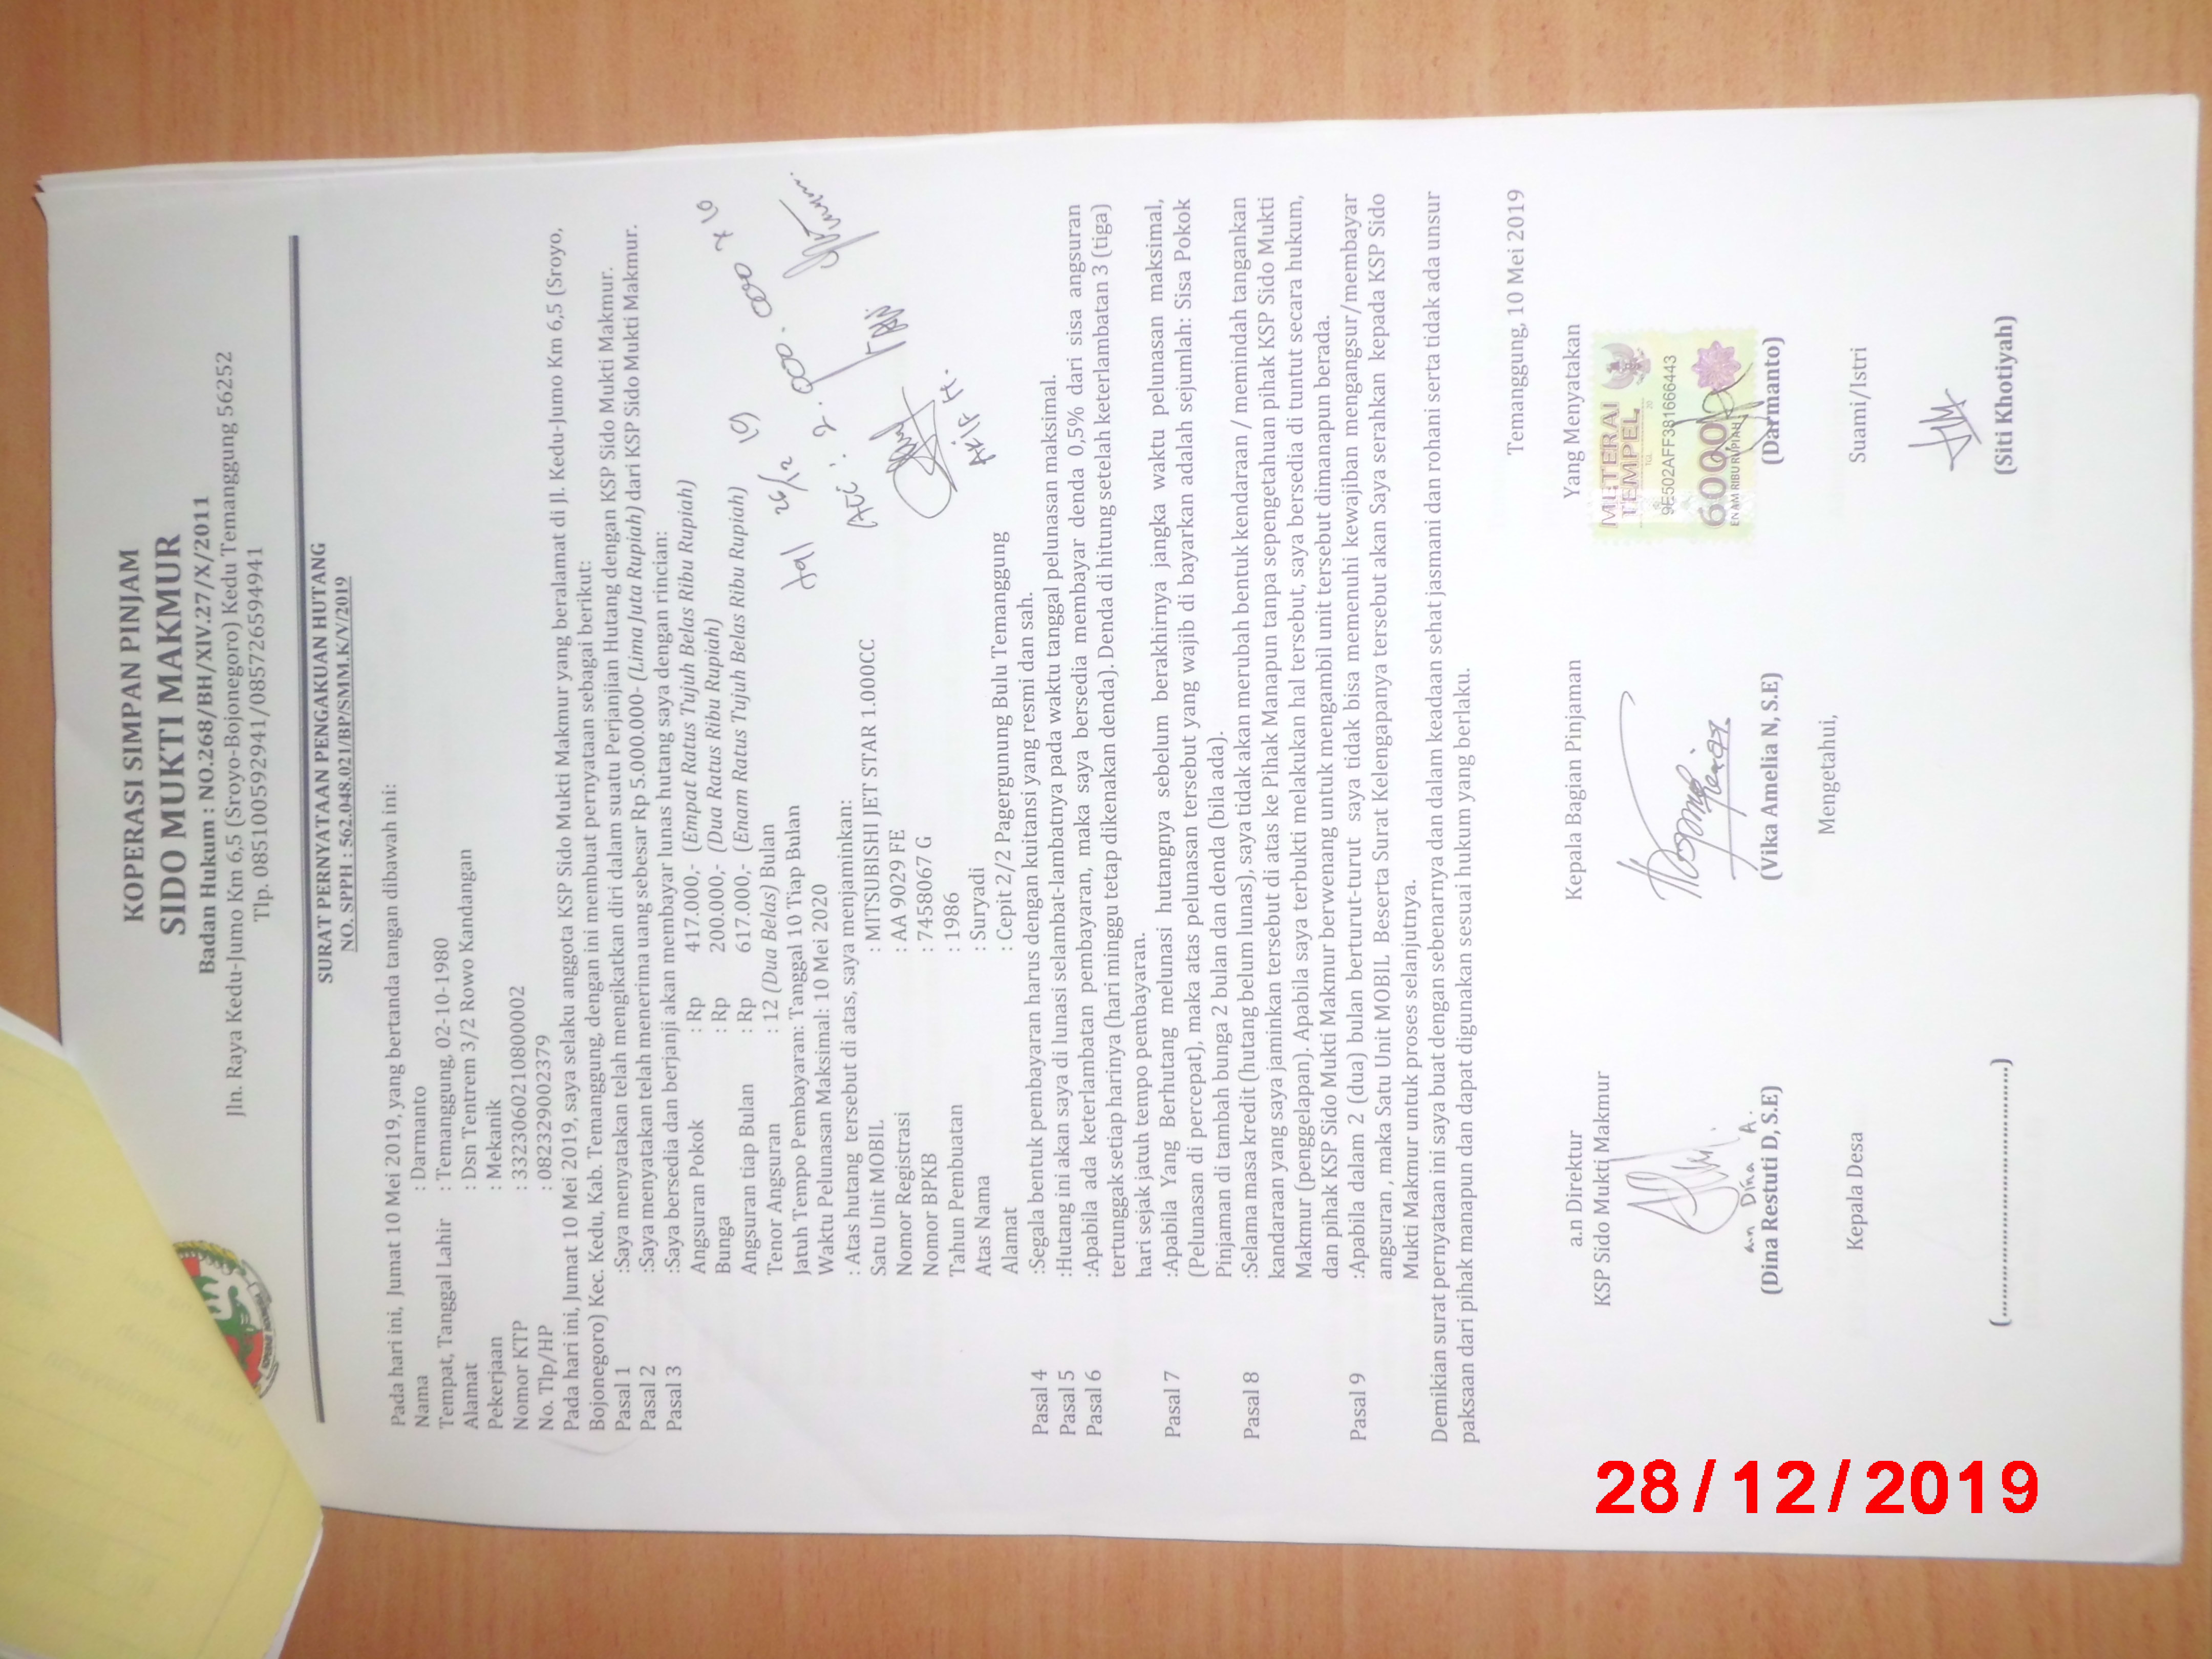 KOPERASI SIMPAN PINJAM
SIDO MUKTI MAKMUR
Badan Hukum : NO.268/BH/XIV.27/X/2011
Jln. Raya Kedu-Jumo Km 6,5 (Sroyo-Bojonegoro) Kedu Temanggung 56252
Tlp. 085100592941/085726594941
SURAT PERNYATAAN PENGAKUAN HUTANG
NO. SPPH : 562.048.021/BP/SMM.K/V/2019
Pada hari ini, Jumat 10 Mei 2019, yang bertanda tangan dibawah ini:
Nama : Darmanto
Tempat, Tanggal Lahir : Temanggung, 02-10-1980
Alamat : Dsn Tentrem 3/2 Rowo Kandangan
Pekerjaan : Mekanik
Nomor KTP : 3323060210800002
No. Tlp/HP : 082329002379
Pada hari ini, Jumat 10 Mei 2019, saya selaku anggota KSP Sido Mukti Makmur yang beralamat di Jl. Kedu-Jumo Km 6,5 (Sroyo,
Bojonegoro) Kec. Kedu, Kab. Temanggung, dengan ini membuat pernyataan sebagai berikut:
Pasal 1 :Saya menyatakan telah mengikatkan diri dalam suatu Perjanjian Hutang dengan KSP Sido Mukti Makmur.
Pasal 2 :Saya menyatakan telah menerima uang sebesar Rp 5.000.000- (Lima Juta Rupiah) dari KSP Sido Mukti Makmur.
Pasal 3 :Saya bersedia dan berjanji akan membayar lunas hutang saya dengan rincian:
Angsuran Pokok : Rp 417.000,- (Empat Ratus Tujuh Belas Ribu Rupiah)
Bunga : Rp 200.000,- (Dua Ratus Ribu Rupiah)
Angsuran tiap Bulan : Rp 617.000,- (Enam Ratus Tujuh Belas Ribu Rupiah)
Tenor Angsuran : 12 (Dua Belas) Bulan
Jatuh Tempo Pembayaran: Tanggal 10 Tiap Bulan
Waktu Pelunasan Maksimal: 10 Mei 2020
: Atas hutang tersebut di atas, saya menjaminkan:
Satu Unit MOBIL : MITSUBISHI JET STAR 1.000CC
Nomor Registrasi : AA 9029 FE
Nomor BPKB : 7458067 G
Tahun Pembuatan : 1986
Atas Nama : Suryadi
Alamat : Cepit 2/2 Pagergunung Bulu Temanggung
26/12 19
2.000.000
Pasal 4 :Segala bentuk pembayaran harus dengan kuitansi yang resmi dan sah.
Pasal 5 :Hutang ini akan saya di lunasi selambat-lambatnya pada waktu tanggal pelunasan maksimal.
Pasal 6 :Apabila ada keterlambatan pembayaran, maka saya bersedia membayar denda 0,5% dari sisa angsuran
tertunggak setiap harinya (hari minggu tetap dikenakan denda). Denda di hitung setelah keterlambatan 3 (tiga)
hari sejak jatuh tempo pembayaran.
Pasal 7 :Apabila Yang Berhutang melunasi hutangnya sebelum berakhirnya jangka waktu pelunasan maksimal,
(Pelunasan di percepat), maka atas pelunasan tersebut yang wajib di bayarkan adalah sejumlah: Sisa Pokok
Pinjaman di tambah bunga 2 bulan dan denda (bila ada).
Pasal 8 :Selama masa kredit (hutang belum lunas), saya tidak akan merubah bentuk kendaraan / memindah tangankan
kandaraan yang saya jaminkan tersebut di atas ke Pihak Manapun tanpa sepengetahuan pihak KSP Sido Mukti
Makmur (penggelapan). Apabila saya terbukti melakukan hal tersebut, saya bersedia di tuntut secara hukum,
dan pihak KSP Sido Mukti Makmur berwenang untuk mengambil unit tersebut dimanapun berada.
Pasal 9 :Apabila dalam 2 (dua) bulan berturut-turut saya tidak bisa memenuhi kewajiban mengangsur/membayar
angsuran , maka Satu Unit MOBIL Beserta Surat Kelengapanya tersebut akan Saya serahkan kepada KSP Sido
Mukti Makmur untuk proses selanjutnya.
Demikian surat pernyataan ini saya buat dengan sebenarnya dan dalam keadaan sehat jasmani dan rohani serta tidak ada unsur
paksaan dari pihak manapun dan dapat digunakan sesuai hukum yang berlaku.
Temanggung, 10 Mei 2019
a.n Direktur
KSP Sido Mukti Makmur
Kepala Bagian Pinjaman
Yang Menyatakan
METERAI
TEMPEL
9E502AFF381666443
6000
ENAM RIBU RUPIAH
an Dina A.
(Dina Restuti D, S.E)
(Vika Amelia N, S.E)
(Darmanto)
Mengetahui,
Kepala Desa
Suami/Istri
(...........................................)
(Siti Khotiyah)
28/12/2019